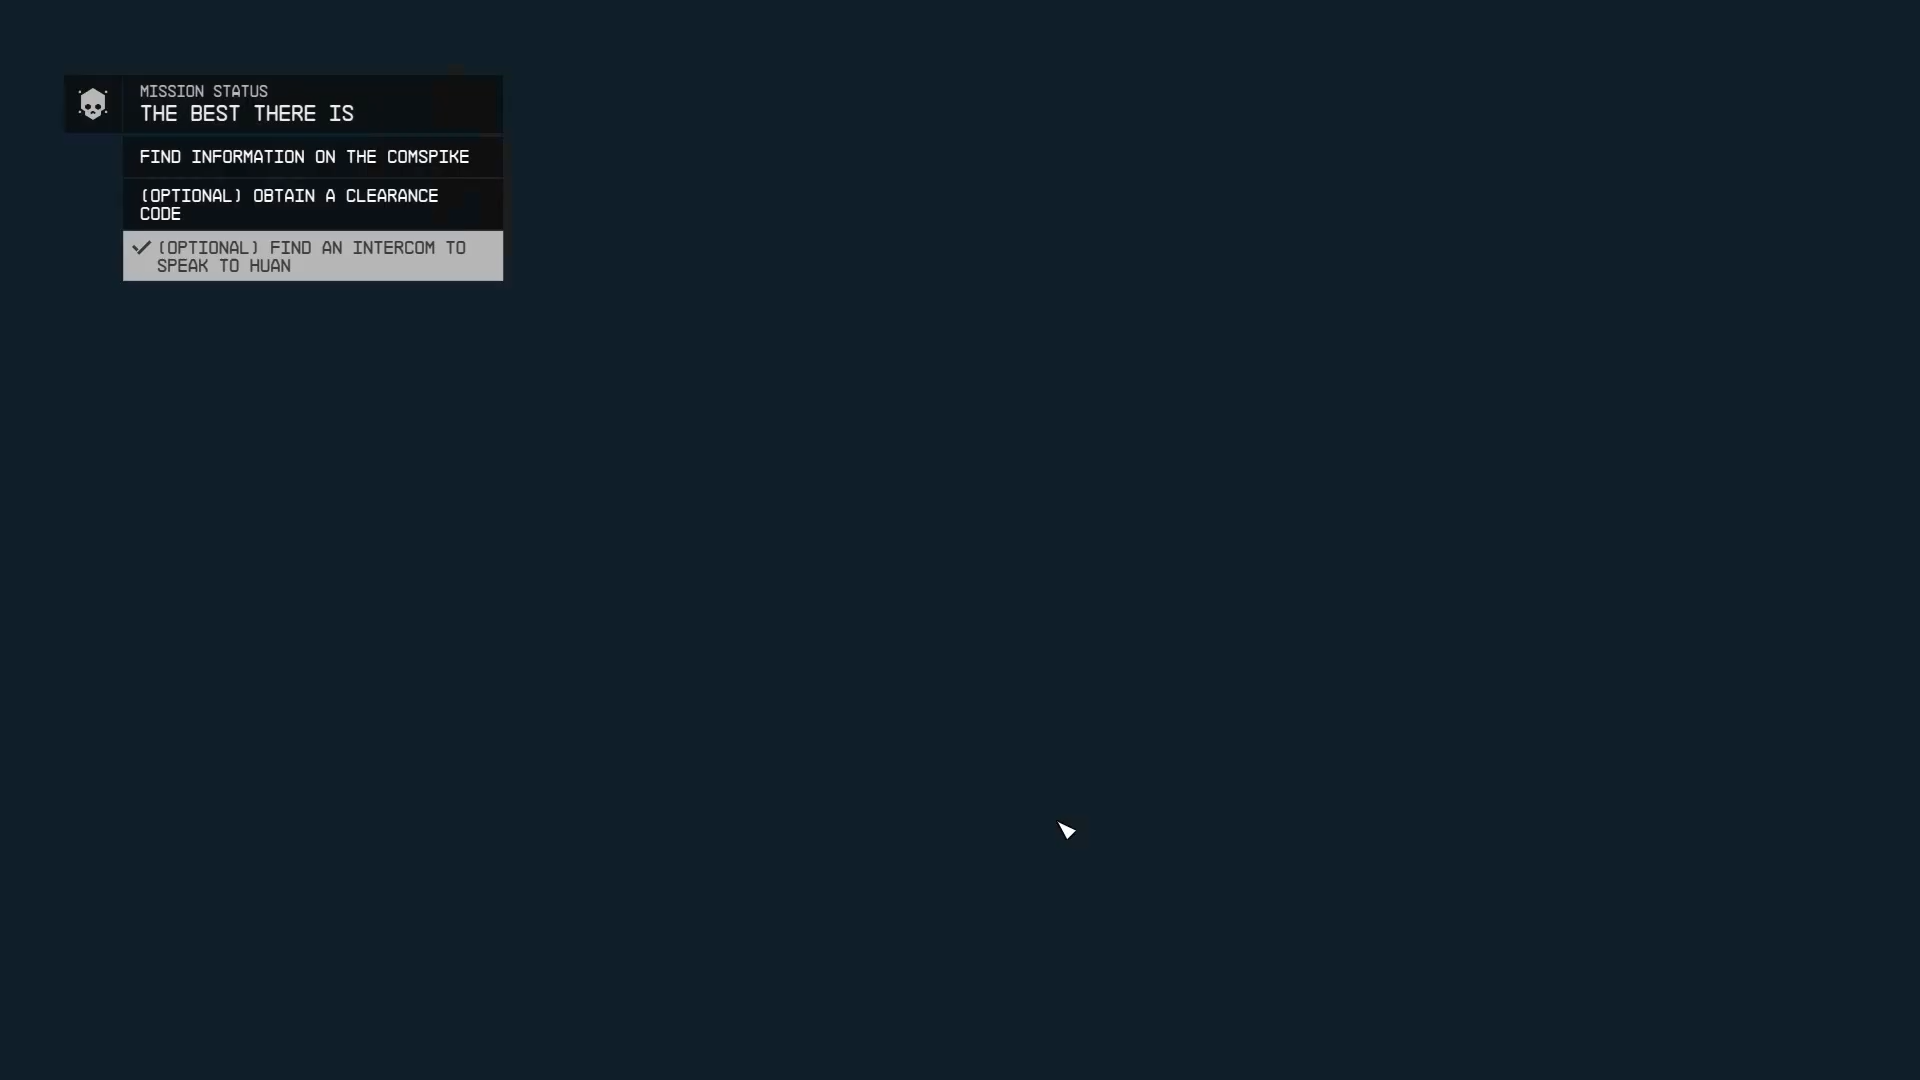 MISSION STATUS
THE BEST THERE IS
FIND INFORMATION ON THE COMSPIKE
(OPTIONAL) OBTAIN A CLEARANCE
CODE
(OPTIONAL) FIND AN INTERCOM TO
SPEAK TO HUAN